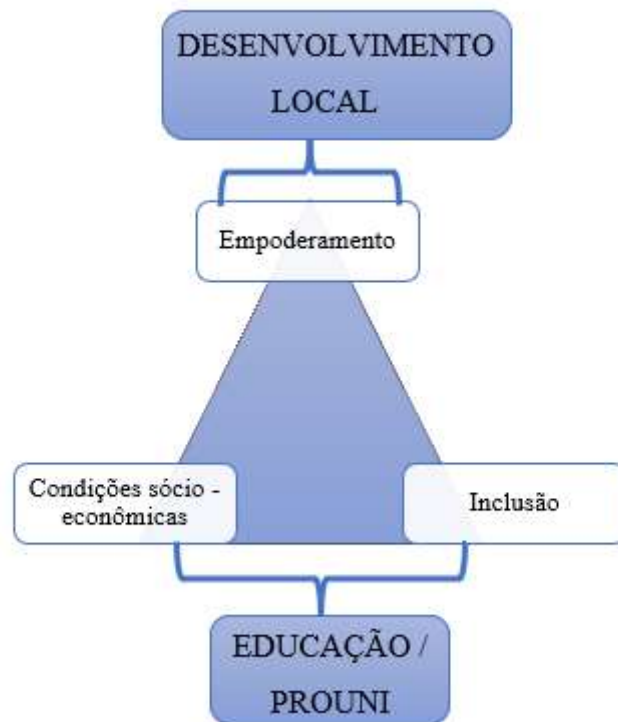 DESENVOLVIMENTO
LOCAL
Empoderamento
Condições sócio -
econômicas
Inclusão
EDUCAÇÃO /
PROUNI